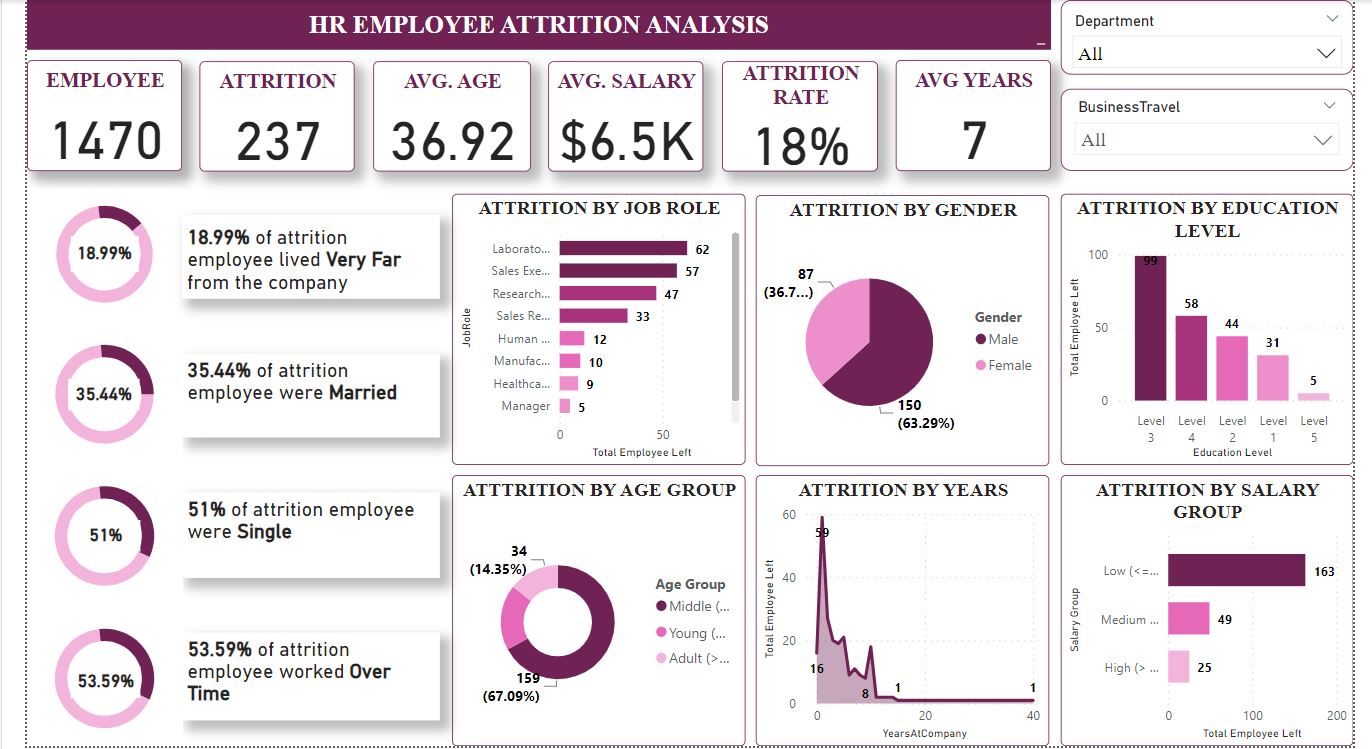 HR EMPLOYEE ATTRITION ANALYSIS
Department
All
BusinessTravel
All
EMPLOYEE
1470
ATTRITION
237
AVG. AGE
36.92
AVG. SALARY
$6.5K
ATTRITION
RATE
18%
AVG YEARS
7
18.99%
18.99% of attrition
employee lived Very Far
from the company
35.44%
35.44% of attrition
employee were Married
51%
51% of attrition employee
were Single
53.59%
53.59% of attrition
employee worked Over
Time
ATTRITION BY JOB ROLE
JobRole
Laborato... 62
Sales Exe... 57
Research... 47
Sales Re... 33
Human ... 12
Manufac... 10
Healthca... 9
Manager 5
0 50
Total Employee Left
ATTRITION BY GENDER
87
(36.7...)
150
(63.29%)
Gender
Male
Female
ATTRITION BY EDUCATION
LEVEL
Total Employee Left
100
50
0
99
58
44
31
5
Level Level Level Level Level
3 4 2 1 5
Education Level
ATTTRITION BY AGE GROUP
34
(14.35%)
159
(67.09%)
Age Group
Middle (...
Young (...
Adult (>...
ATTRITION BY YEARS
Total Employee Left
60
40
20
0
59
16
8
1
1
0 20 40
YearsAtCompany
ATTRITION BY SALARY
GROUP
Salary Group
Low (<=... 163
Medium ... 49
High (> ... 25
0 100 200
Total Employee Left